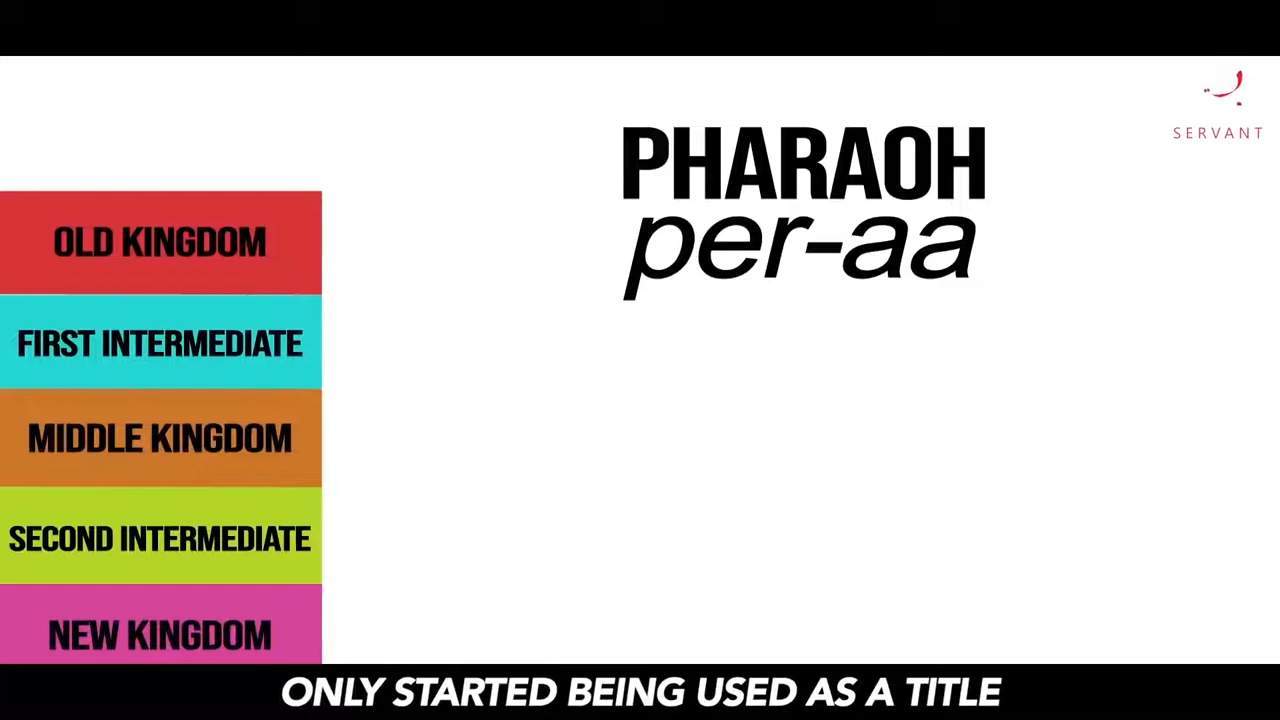 SERVANT
PHARAOH
per-aa
OLD KINGDOM
FIRST INTERMEDIATE
MIDDLE KINGDOM
SECOND INTERMEDIATE
NEW KINGDOM
ONLY STARTED BEING USED AS A TITLE